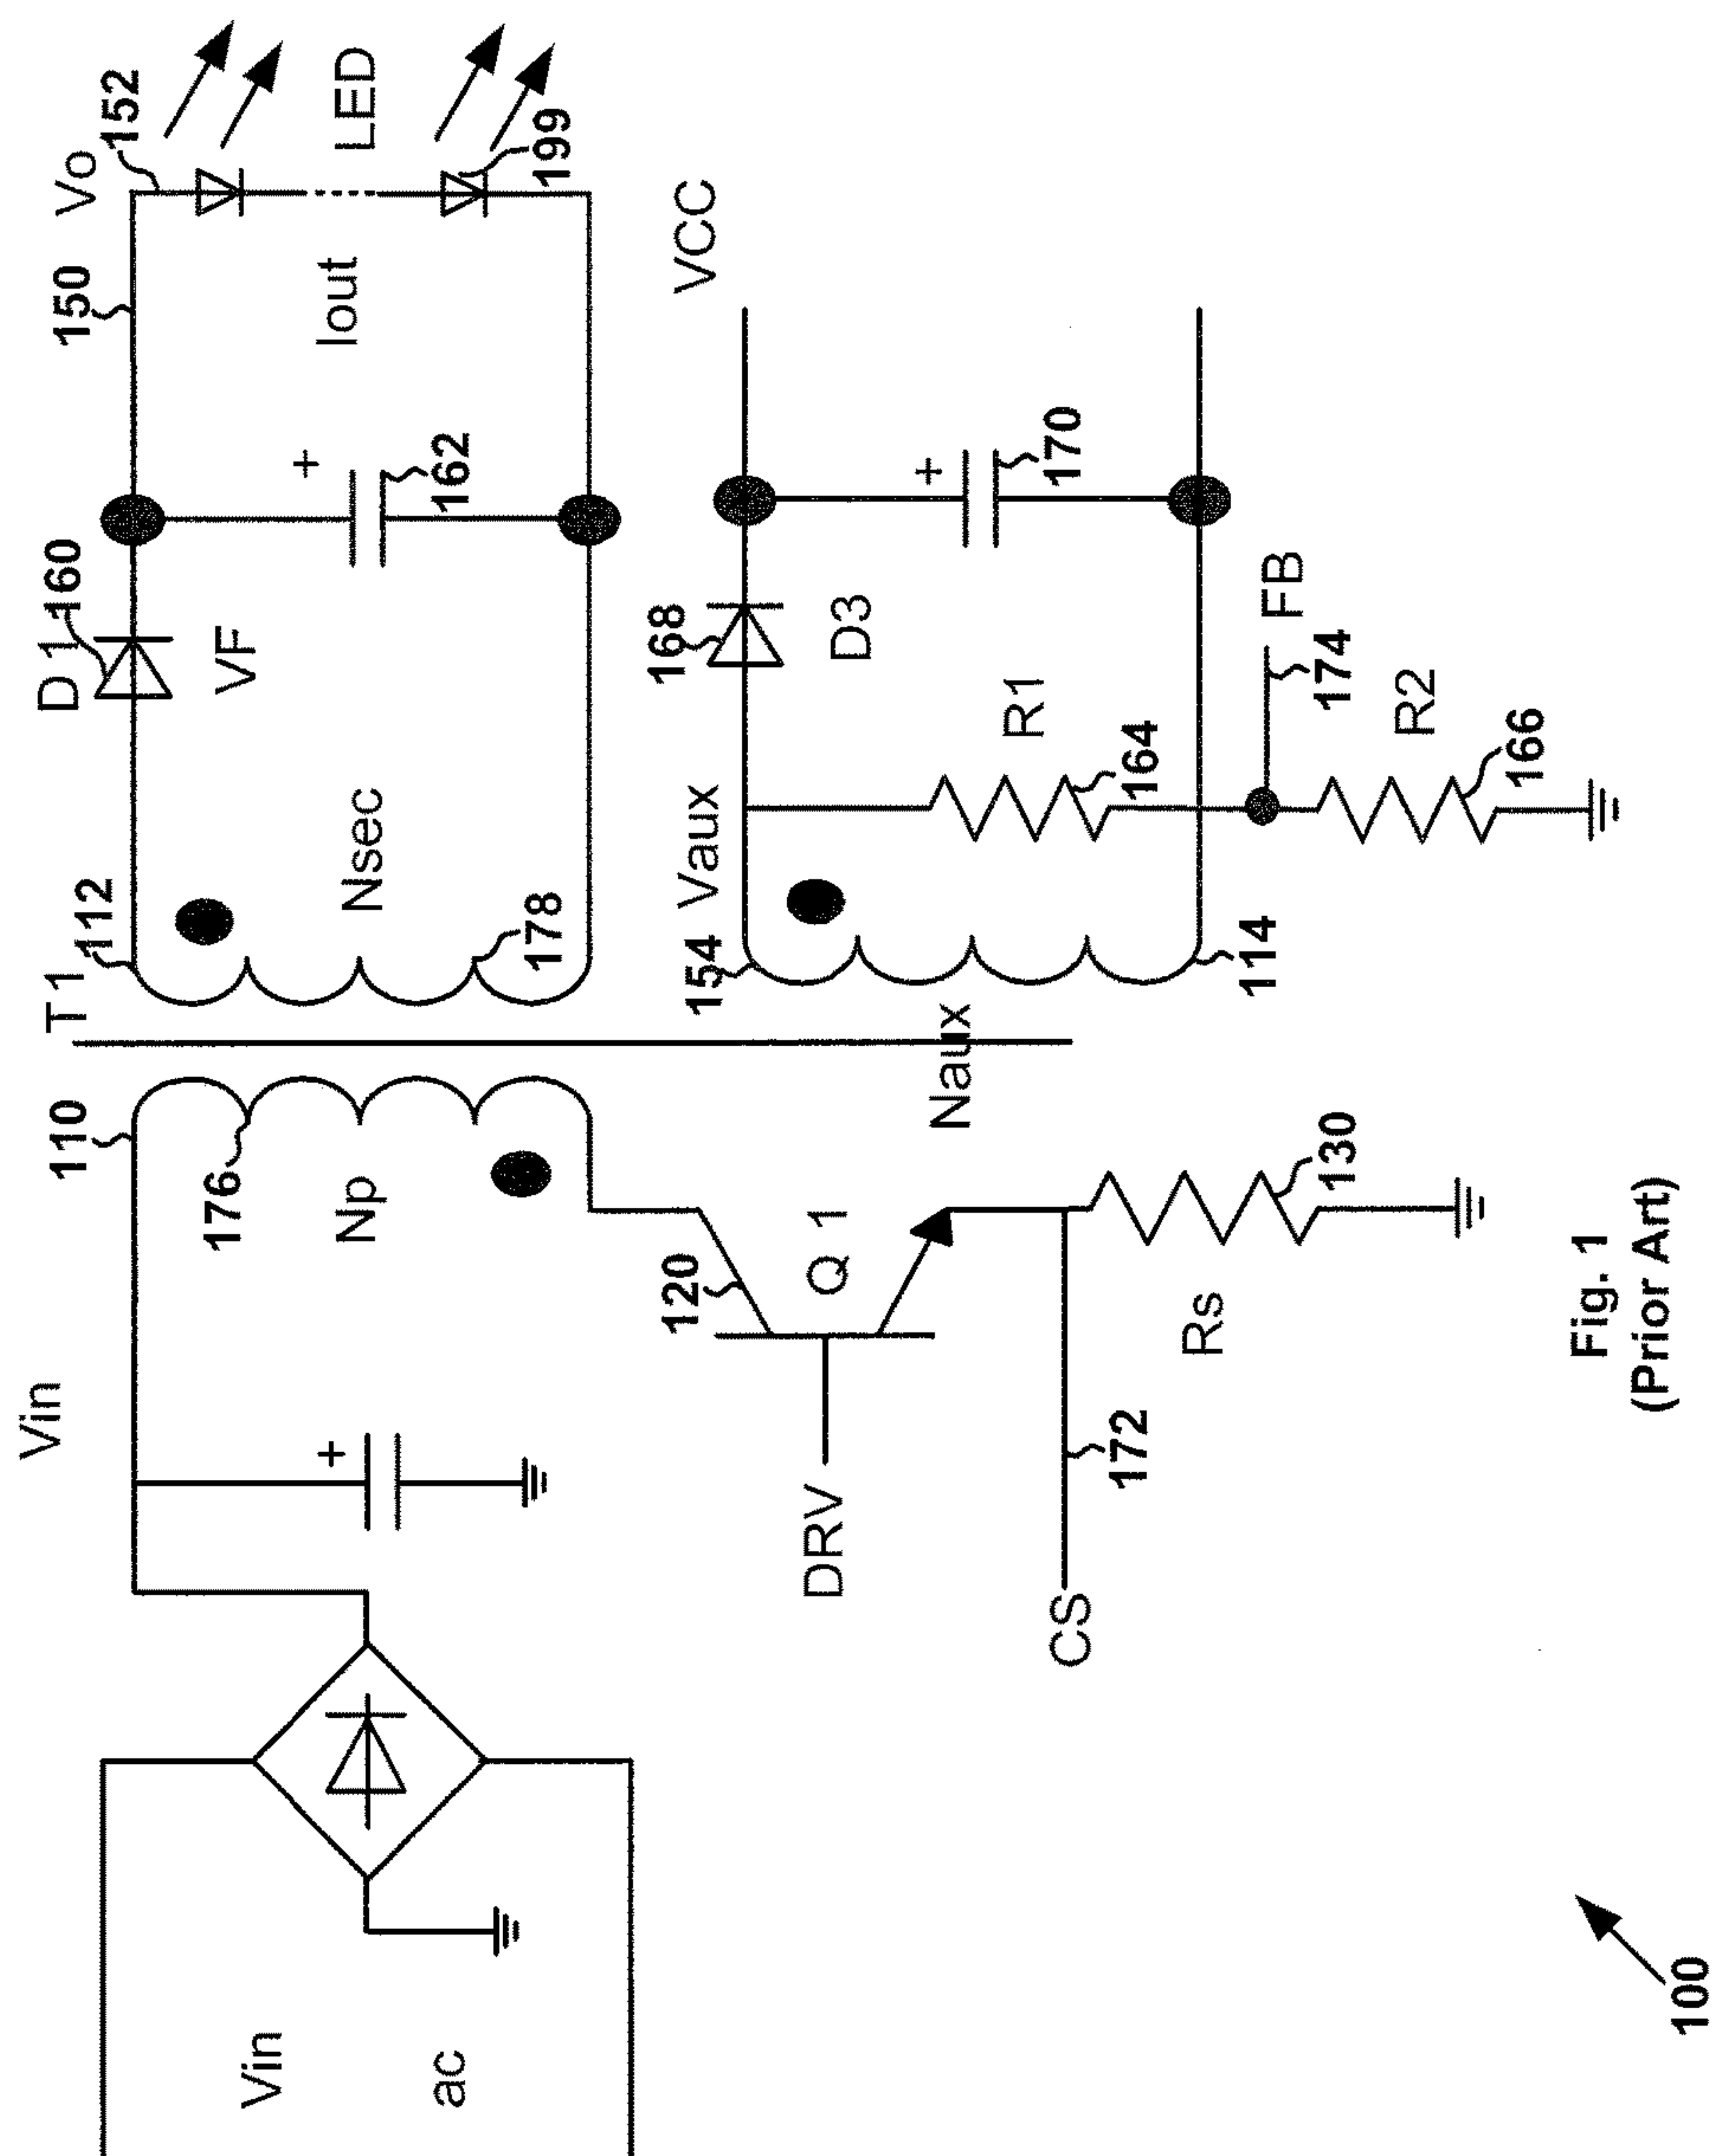 Vin
ac
Vin
110
176
Np
T1
112
Nsec
178
D 1
160
VF
+
+
162
150
Iout
Vo
152
LED
199
120
Q 1
DRV
CS
172
Rs
130
Naux
154
Vaux
114
R1
164
168
D3
+
170
VCC
FB
174
R2
166
100
Fig. 1
(Prior Art)